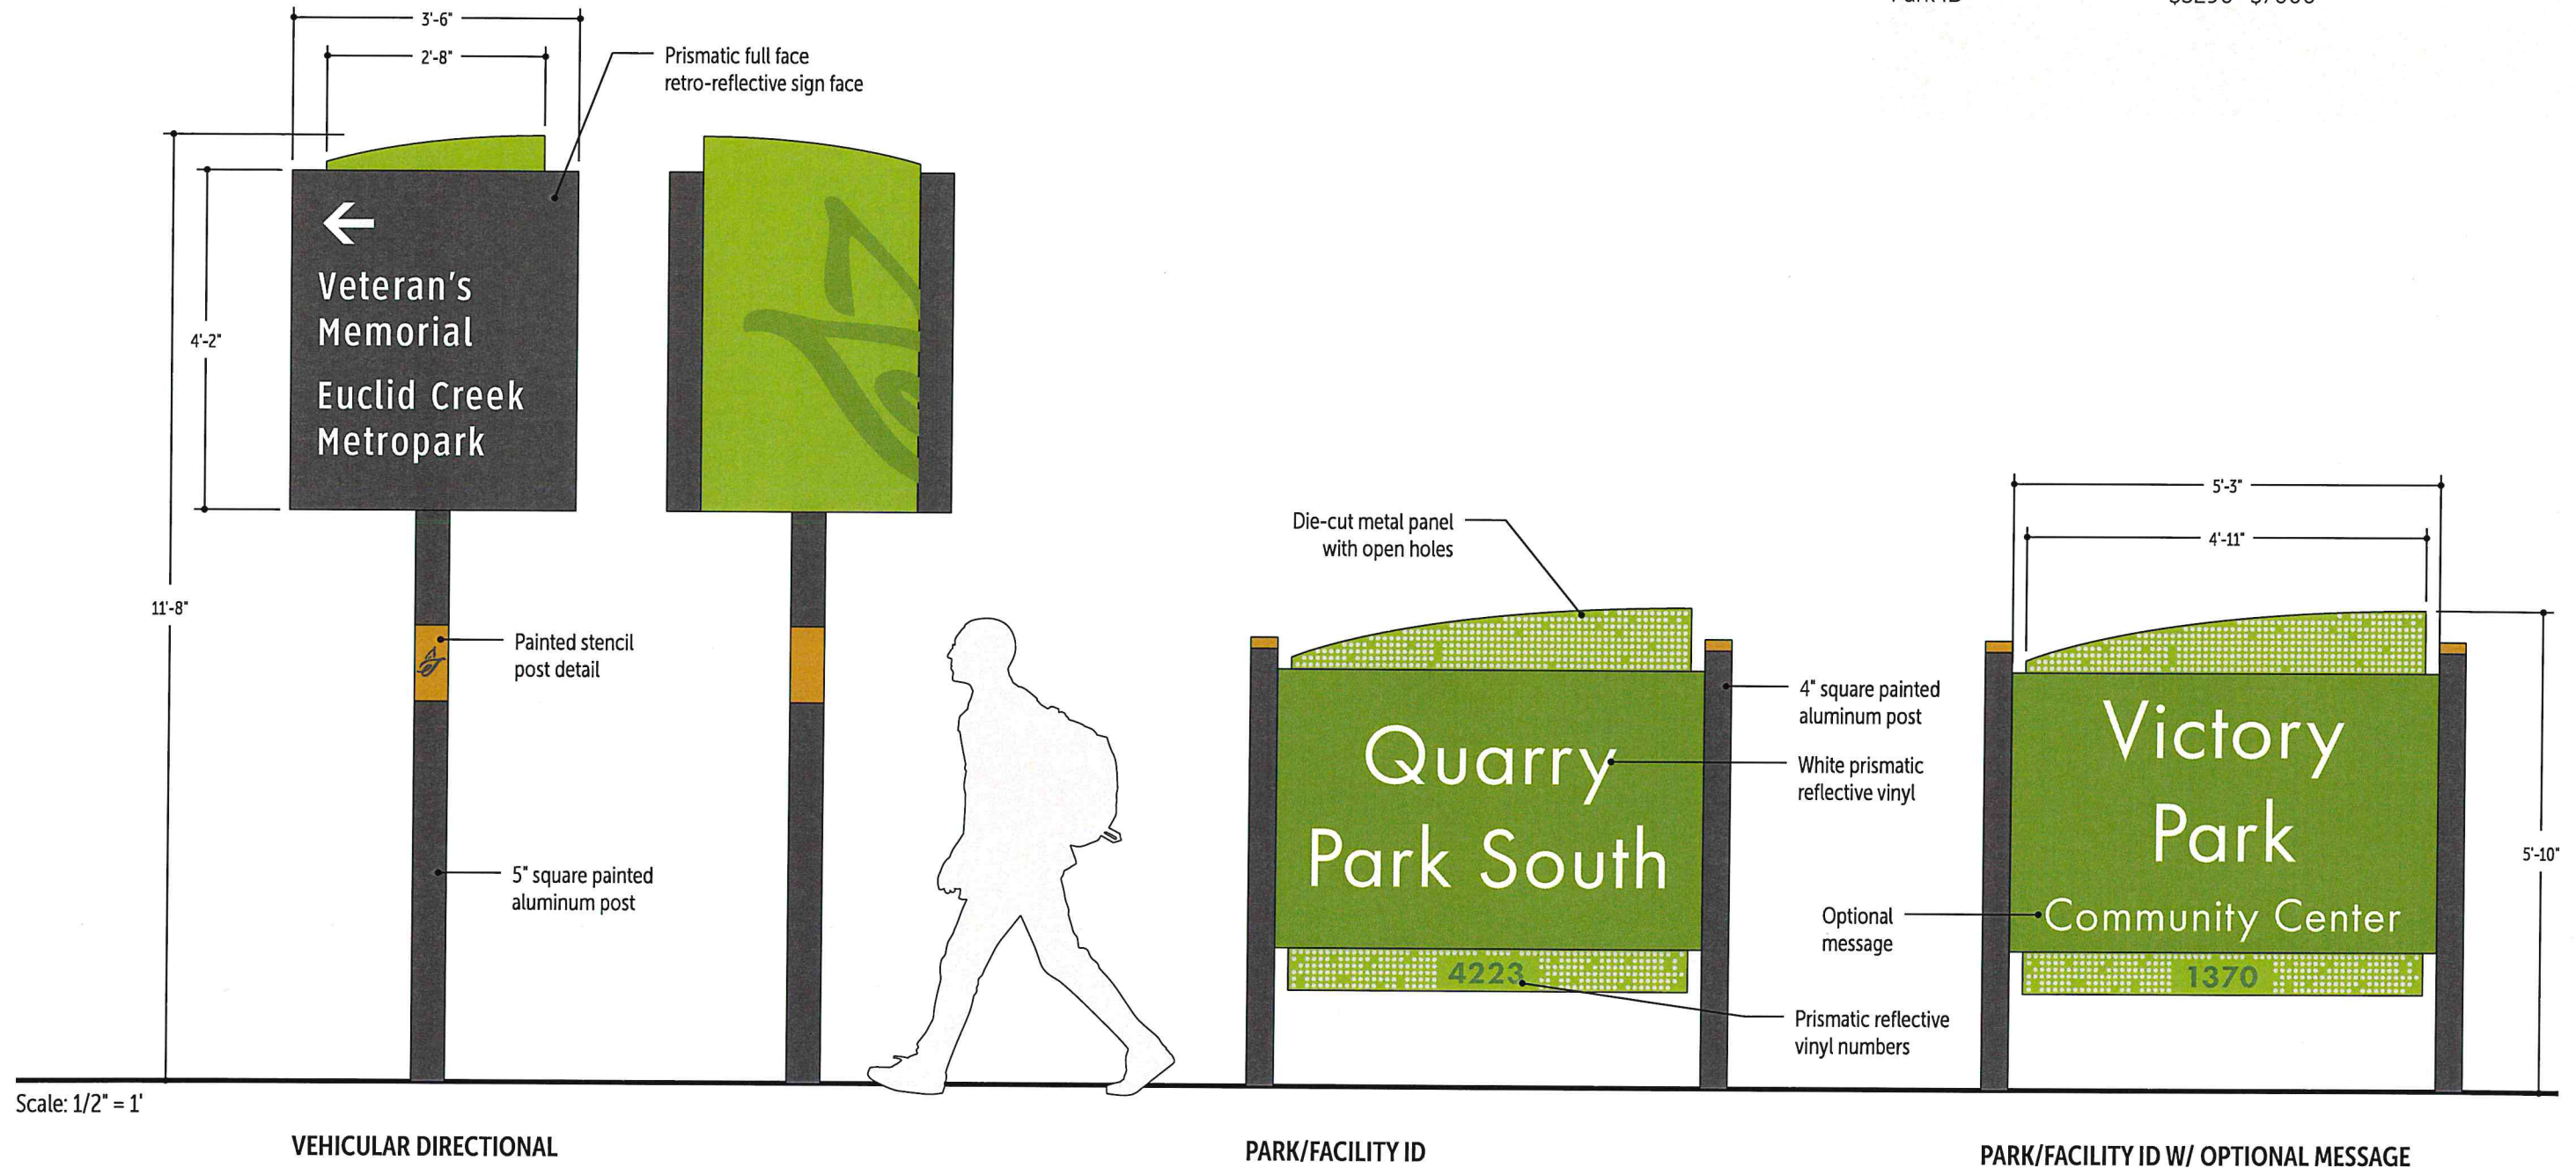 3'-6"
2'-8"
Prismatic full face
retro-reflective sign face
Veteran's
Memorial
Euclid Creek
Metropark
4'-2"
11'-8"
Painted stencil
post detail
5" square painted
aluminum post
Die-cut metal panel
with open holes
Quarry
Park South
4223
4" square painted
aluminum post
White prismatic
reflective vinyl
Optional
message
Prismatic reflective
vinyl numbers
5'-3"
4'-11"
Victory
Park
Community Center
1370
5'-10"
Scale: 1/2" = 1'
VEHICULAR DIRECTIONAL
PARK/FACILITY ID
PARK/FACILITY ID W/ OPTIONAL MESSAGE